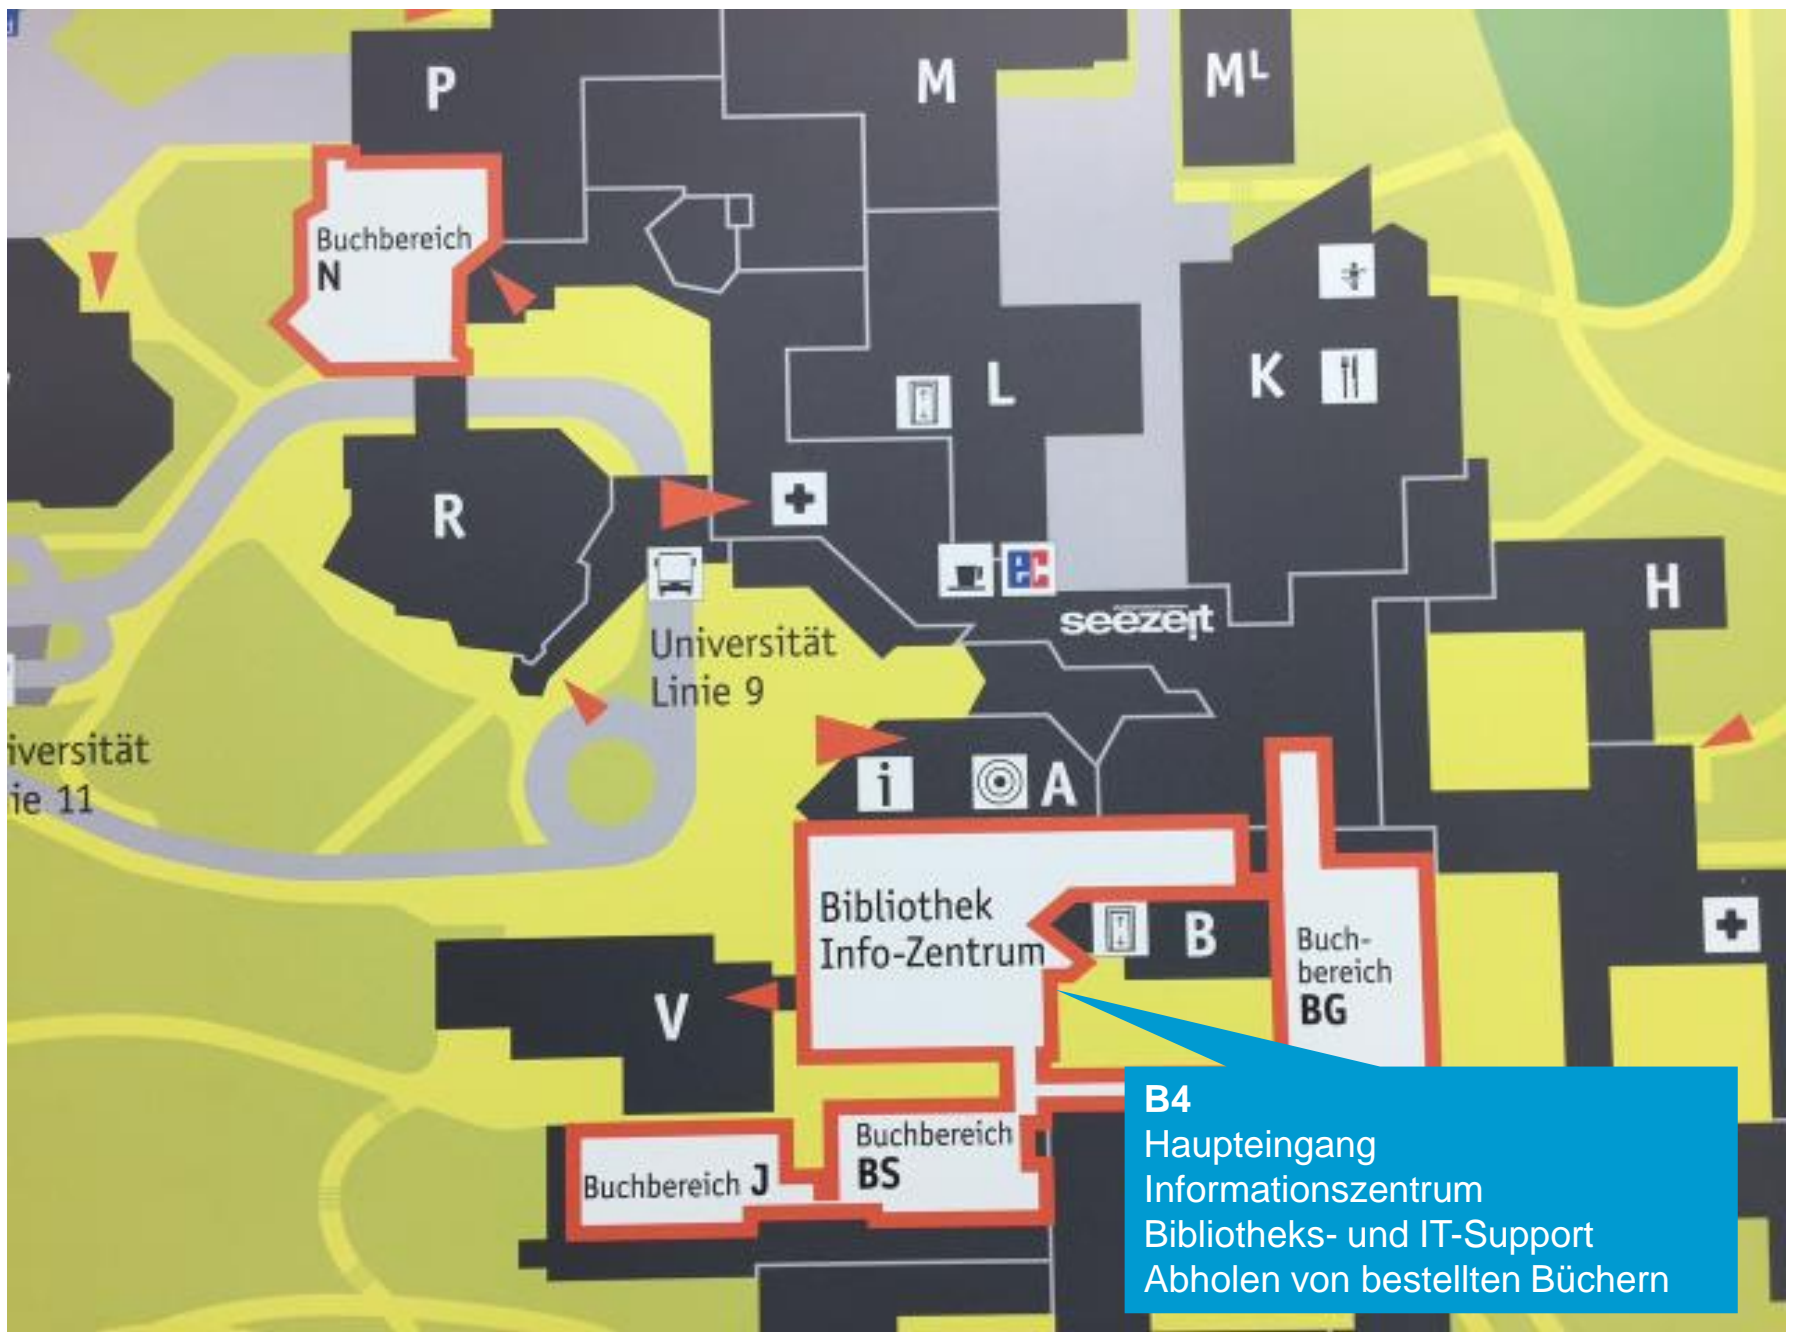 P
M
ML
Buchbereich
N
K
L
R
ec
seezeit
H
Universität
Linie 9
iversität
ie 11
i
A
Bibliothek
Info-Zentrum
B
Buch-
bereich
BG
V
B4
Haupteingang
Informationszentrum
Bibliotheks- und IT-Support
Abholen von bestellten Büchern
Buchbereich
BS
Buchbereich J